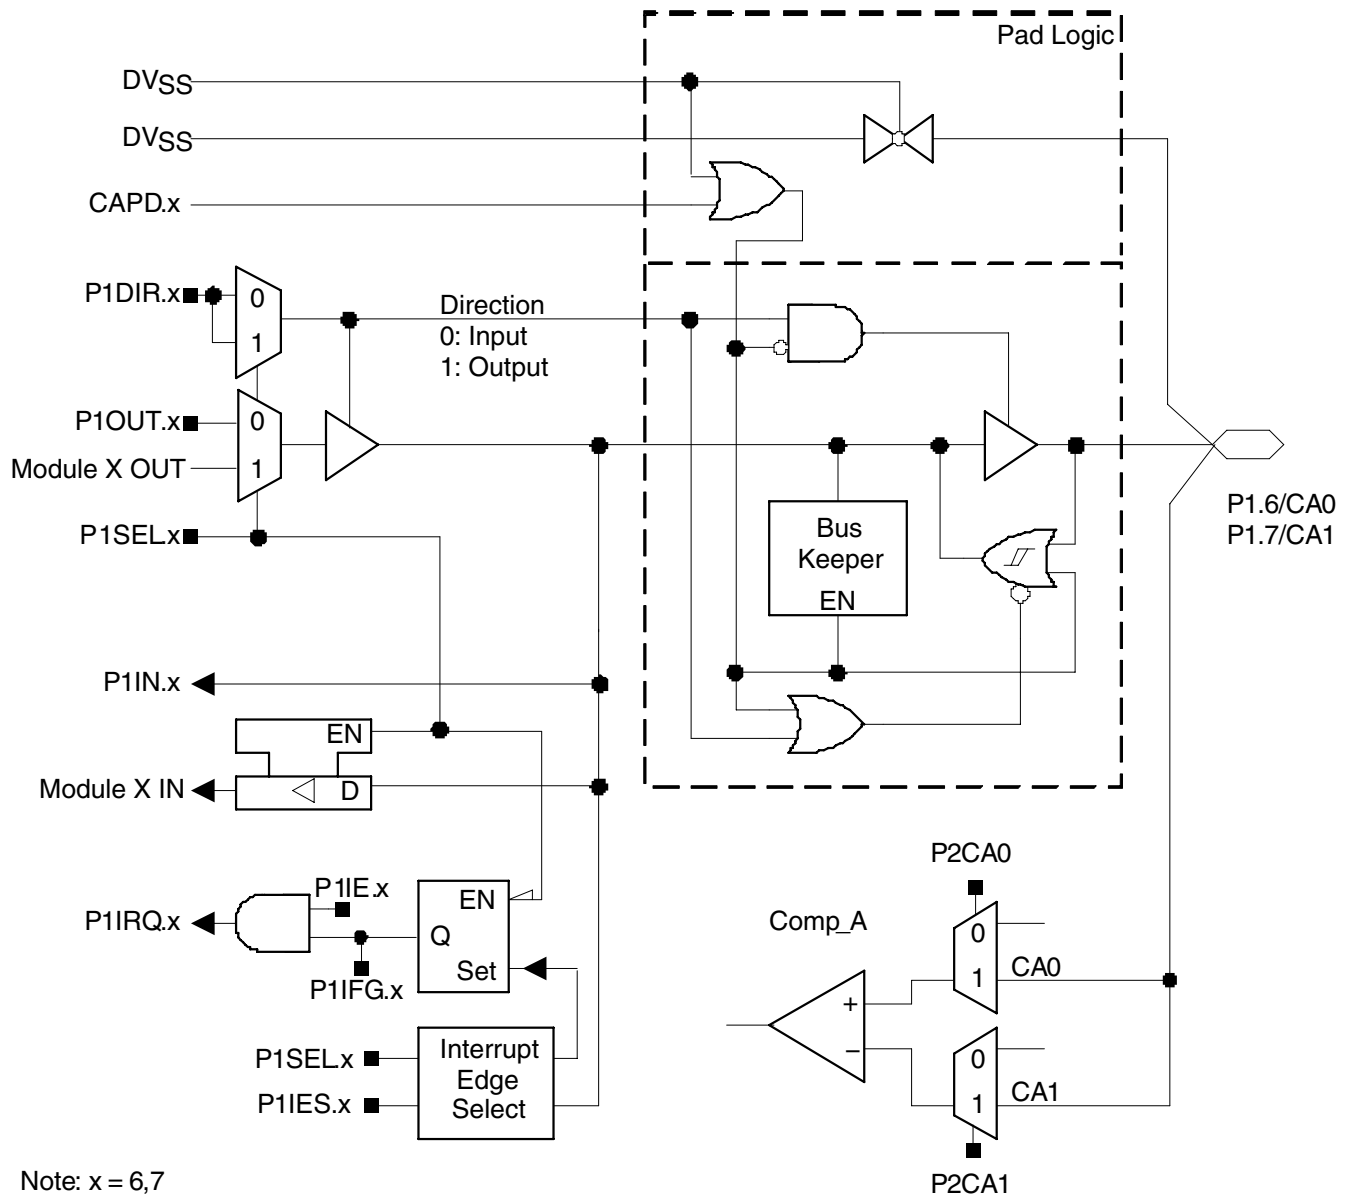 Pad Logic
DVSS
DVSS
CAPD.x
P1DIR.x
0
1
Direction
0: Input
1: Output
P1OUT.x
0
Module X OUT
1
P1SEL.x
Bus
Keeper
EN
P1.6/CA0
P1.7/CA1
P1IN.x
EN
Module X IN
D
P1IE.x
P1IRQ.x
EN
Q
Set
P1IFG.x
P1SEL.x
P1IES.x
Interrupt
Edge
Select
P2CA0
Comp_A
0
1
CA0
+
−
0
1
CA1
P2CA1
Note: x = 6,7